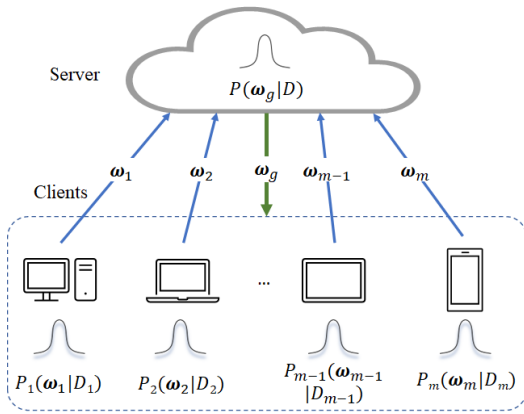 Server
P(ω_g|D)
ω_1 ω_2 ω_g ω_{m−1} ω_m
Clients
...
P_1(ω_1|D_1) P_2(ω_2|D_2) P_{m−1}(ω_{m−1} P_m(ω_m|D_m)
|D_{m−1})